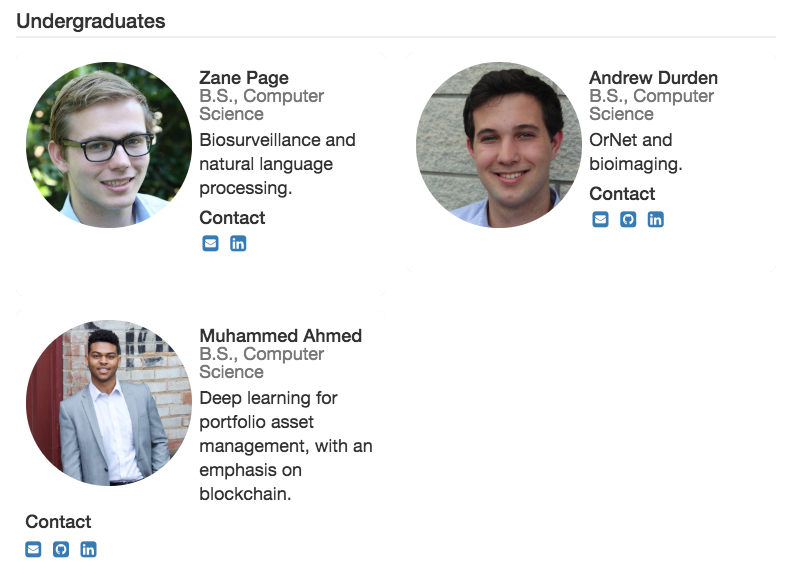 Undergraduates
Zane Page
B.S., Computer
Science
Biosurveillance and
natural language
processing.
Contact
Andrew Durden
B.S., Computer
Science
OrNet and
bioimaging.
Contact
Muhammed Ahmed
B.S., Computer
Science
Deep learning for
portfolio asset
management, with an
emphasis on
blockchain.
Contact